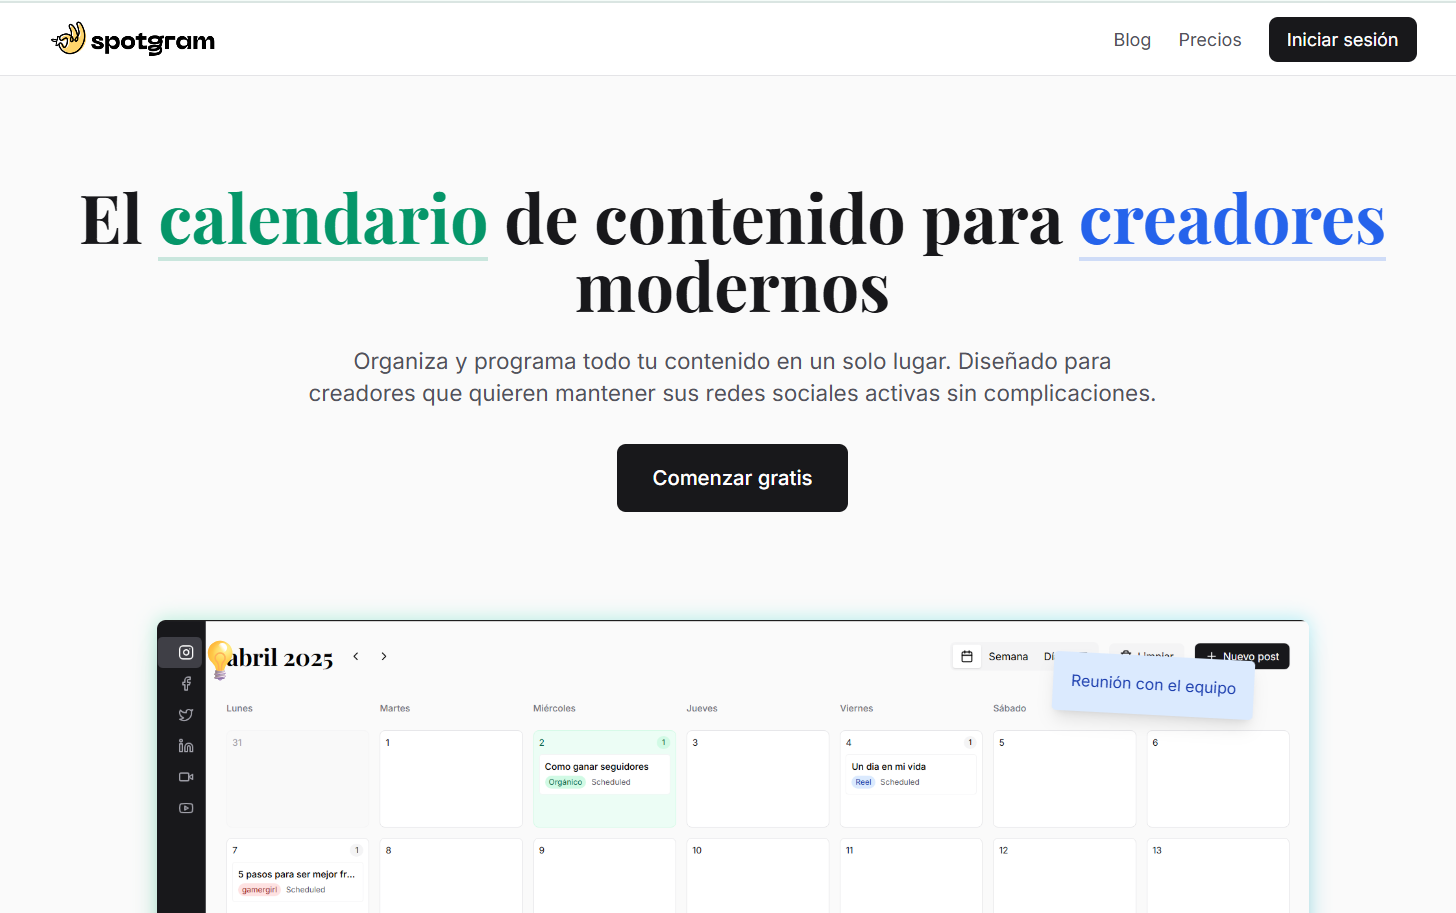 spotgram
Blog Precios Iniciar sesión
El calendario de contenido para creadores
modernos
Organiza y programa todo tu contenido en un solo lugar. Diseñado para
creadores que quieren mantener sus redes sociales activas sin complicaciones.
Comenzar gratis
abril 2025
Semana
Limpiar
+ Nuevo post
Reunión con el equipo
Lunes Martes Miércoles Jueves Viernes Sábado
31 1 2 1 3 4 1 5 6
Como ganar seguidores
Orgánico Scheduled
Un dia en mi vida
Reel Scheduled
7 1 8 9 10 11 12 13
5 pasos para ser mejor fr...
gamergirl Scheduled